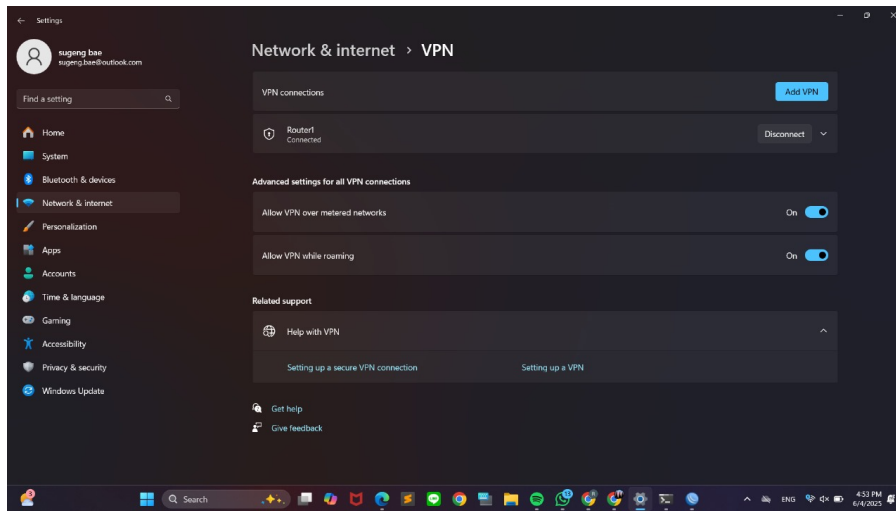 Settings
sugeng bae
sugeng.bae@outlook.com
Find a setting
Home
System
Bluetooth & devices
Network & internet
Personalization
Apps
Accounts
Time & language
Gaming
Accessibility
Privacy & security
Windows Update
Network & internet > VPN
VPN connections
Add VPN
Router1
Connected
Disconnect
Advanced settings for all VPN connections
Allow VPN over metered networks
On
Allow VPN while roaming
On
Related support
Help with VPN
Setting up a secure VPN connection
Setting up a VPN
Get help
Give feedback
Search
ENG
4:53 PM
6/4/2025